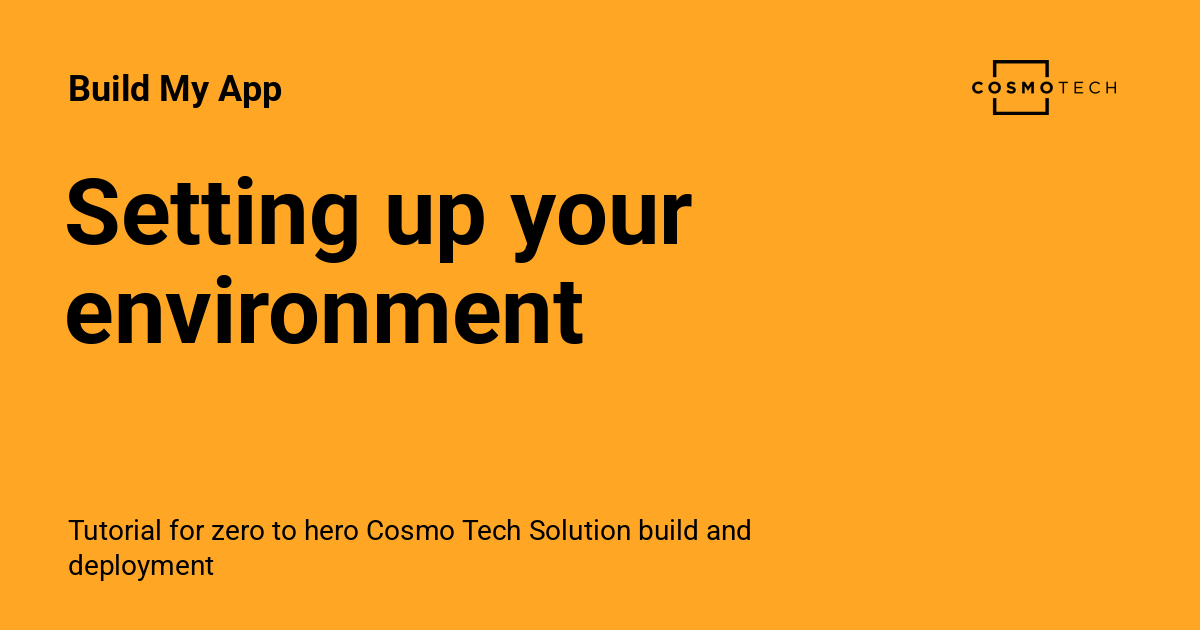 Build My App
COSMOTECH
Setting up your
environment
Tutorial for zero to hero Cosmo Tech Solution build and
deployment